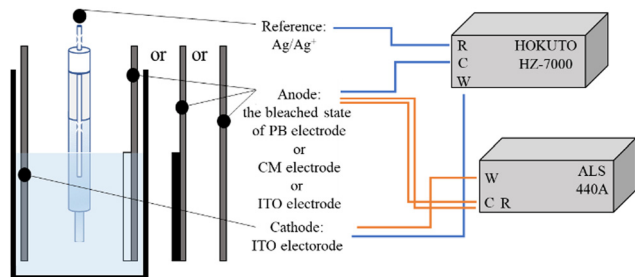 Reference:
Ag/Ag⁺
or or
Anode:
the bleached state
of PB electrode
or
CM electrode
or
ITO electrode
Cathode:
ITO electorode
R HOKUTO
C HZ-7000
W
W ALS
440A
C R